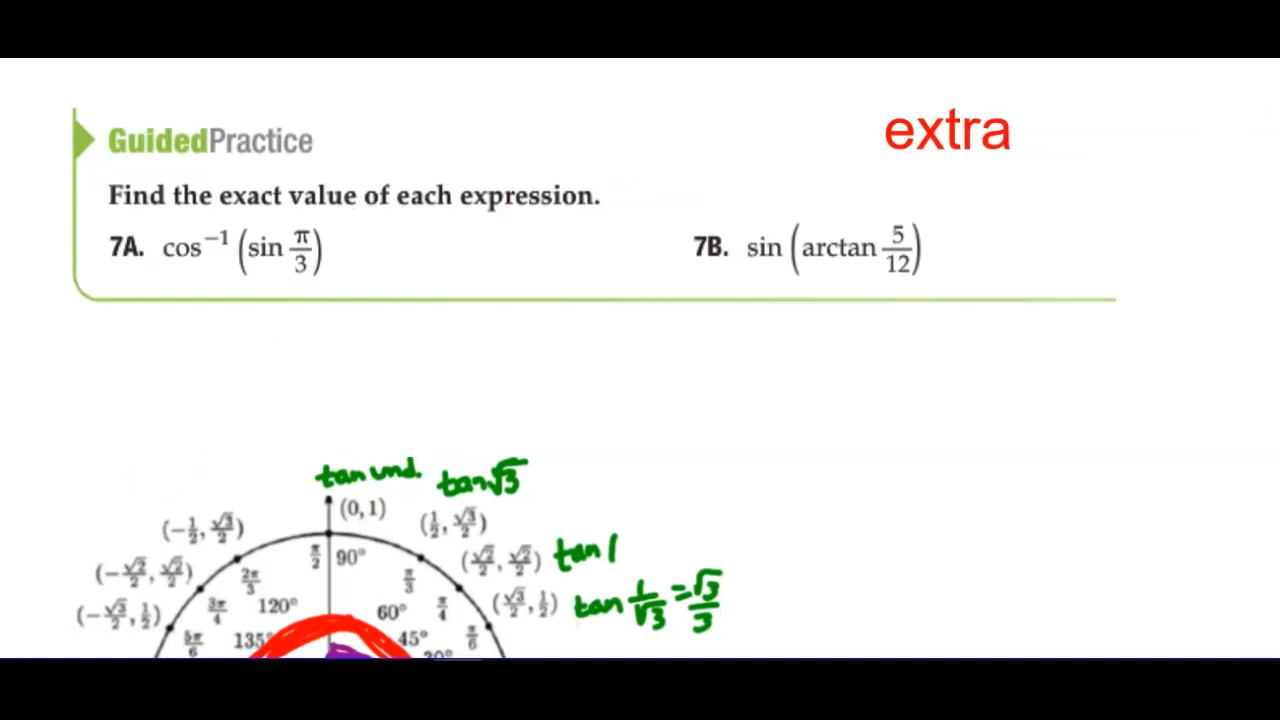 extra
GuidedPractice
Find the exact value of each expression.
7A. cos⁻¹ (sin π/3)
7B. sin (arctan 5/12)
tan und.
tan √3
(0, 1)
(-1/2, √3/2)
(1/2, √3/2)
(-√2/2, √2/2)
π/2
90°
(√2/2, √2/2)
tan 1
2π/3
π/3
(-√3/2, 1/2)
3π/4
120°
60°
π/4
(√3/2, 1/2)
tan 1/√3 = √3/3
5π/6
135°
45°
π/6
30°